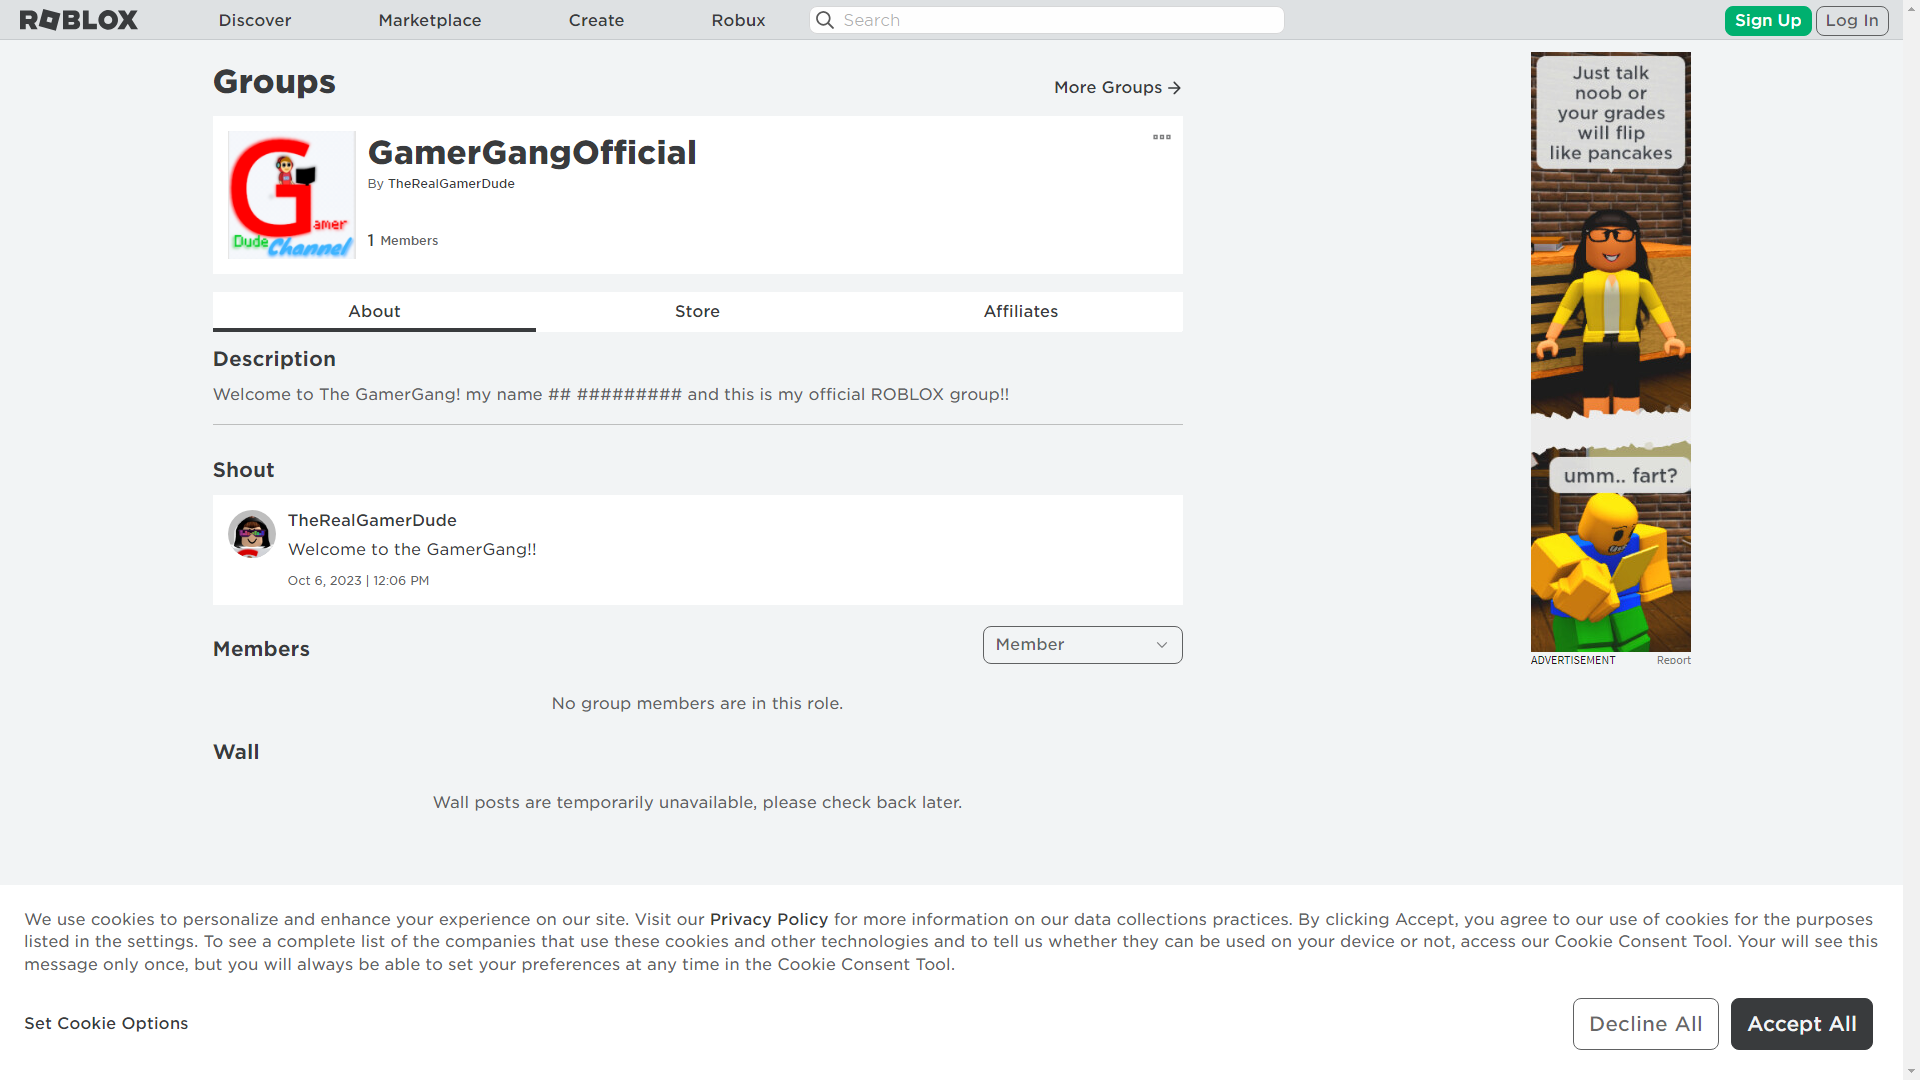 ROBLOX
Discover
Marketplace
Create
Robux
Search
Sign Up
Log In
Groups
More Groups
GamerGangOfficial
By TheRealGamerDude
1 Members
Gamer
Dude Channel
About
Store
Affiliates
Description
Welcome to The GamerGang! my name ## ######### and this is my official ROBLOX group!!
Shout
TheRealGamerDude
Welcome to the GamerGang!!
Oct 6, 2023 | 12:06 PM
Members
Member
No group members are in this role.
Wall
Wall posts are temporarily unavailable, please check back later.
Just talk
noob or
your grades
will flip
like pancakes
umm.. fart?
ADVERTISEMENT
Report
We use cookies to personalize and enhance your experience on our site. Visit our Privacy Policy for more information on our data collections practices. By clicking Accept, you agree to our use of cookies for the purposes
listed in the settings. To see a complete list of the companies that use these cookies and other technologies and to tell us whether they can be used on your device or not, access our Cookie Consent Tool. Your will see this
message only once, but you will always be able to set your preferences at any time in the Cookie Consent Tool.
Set Cookie Options
Decline All
Accept All